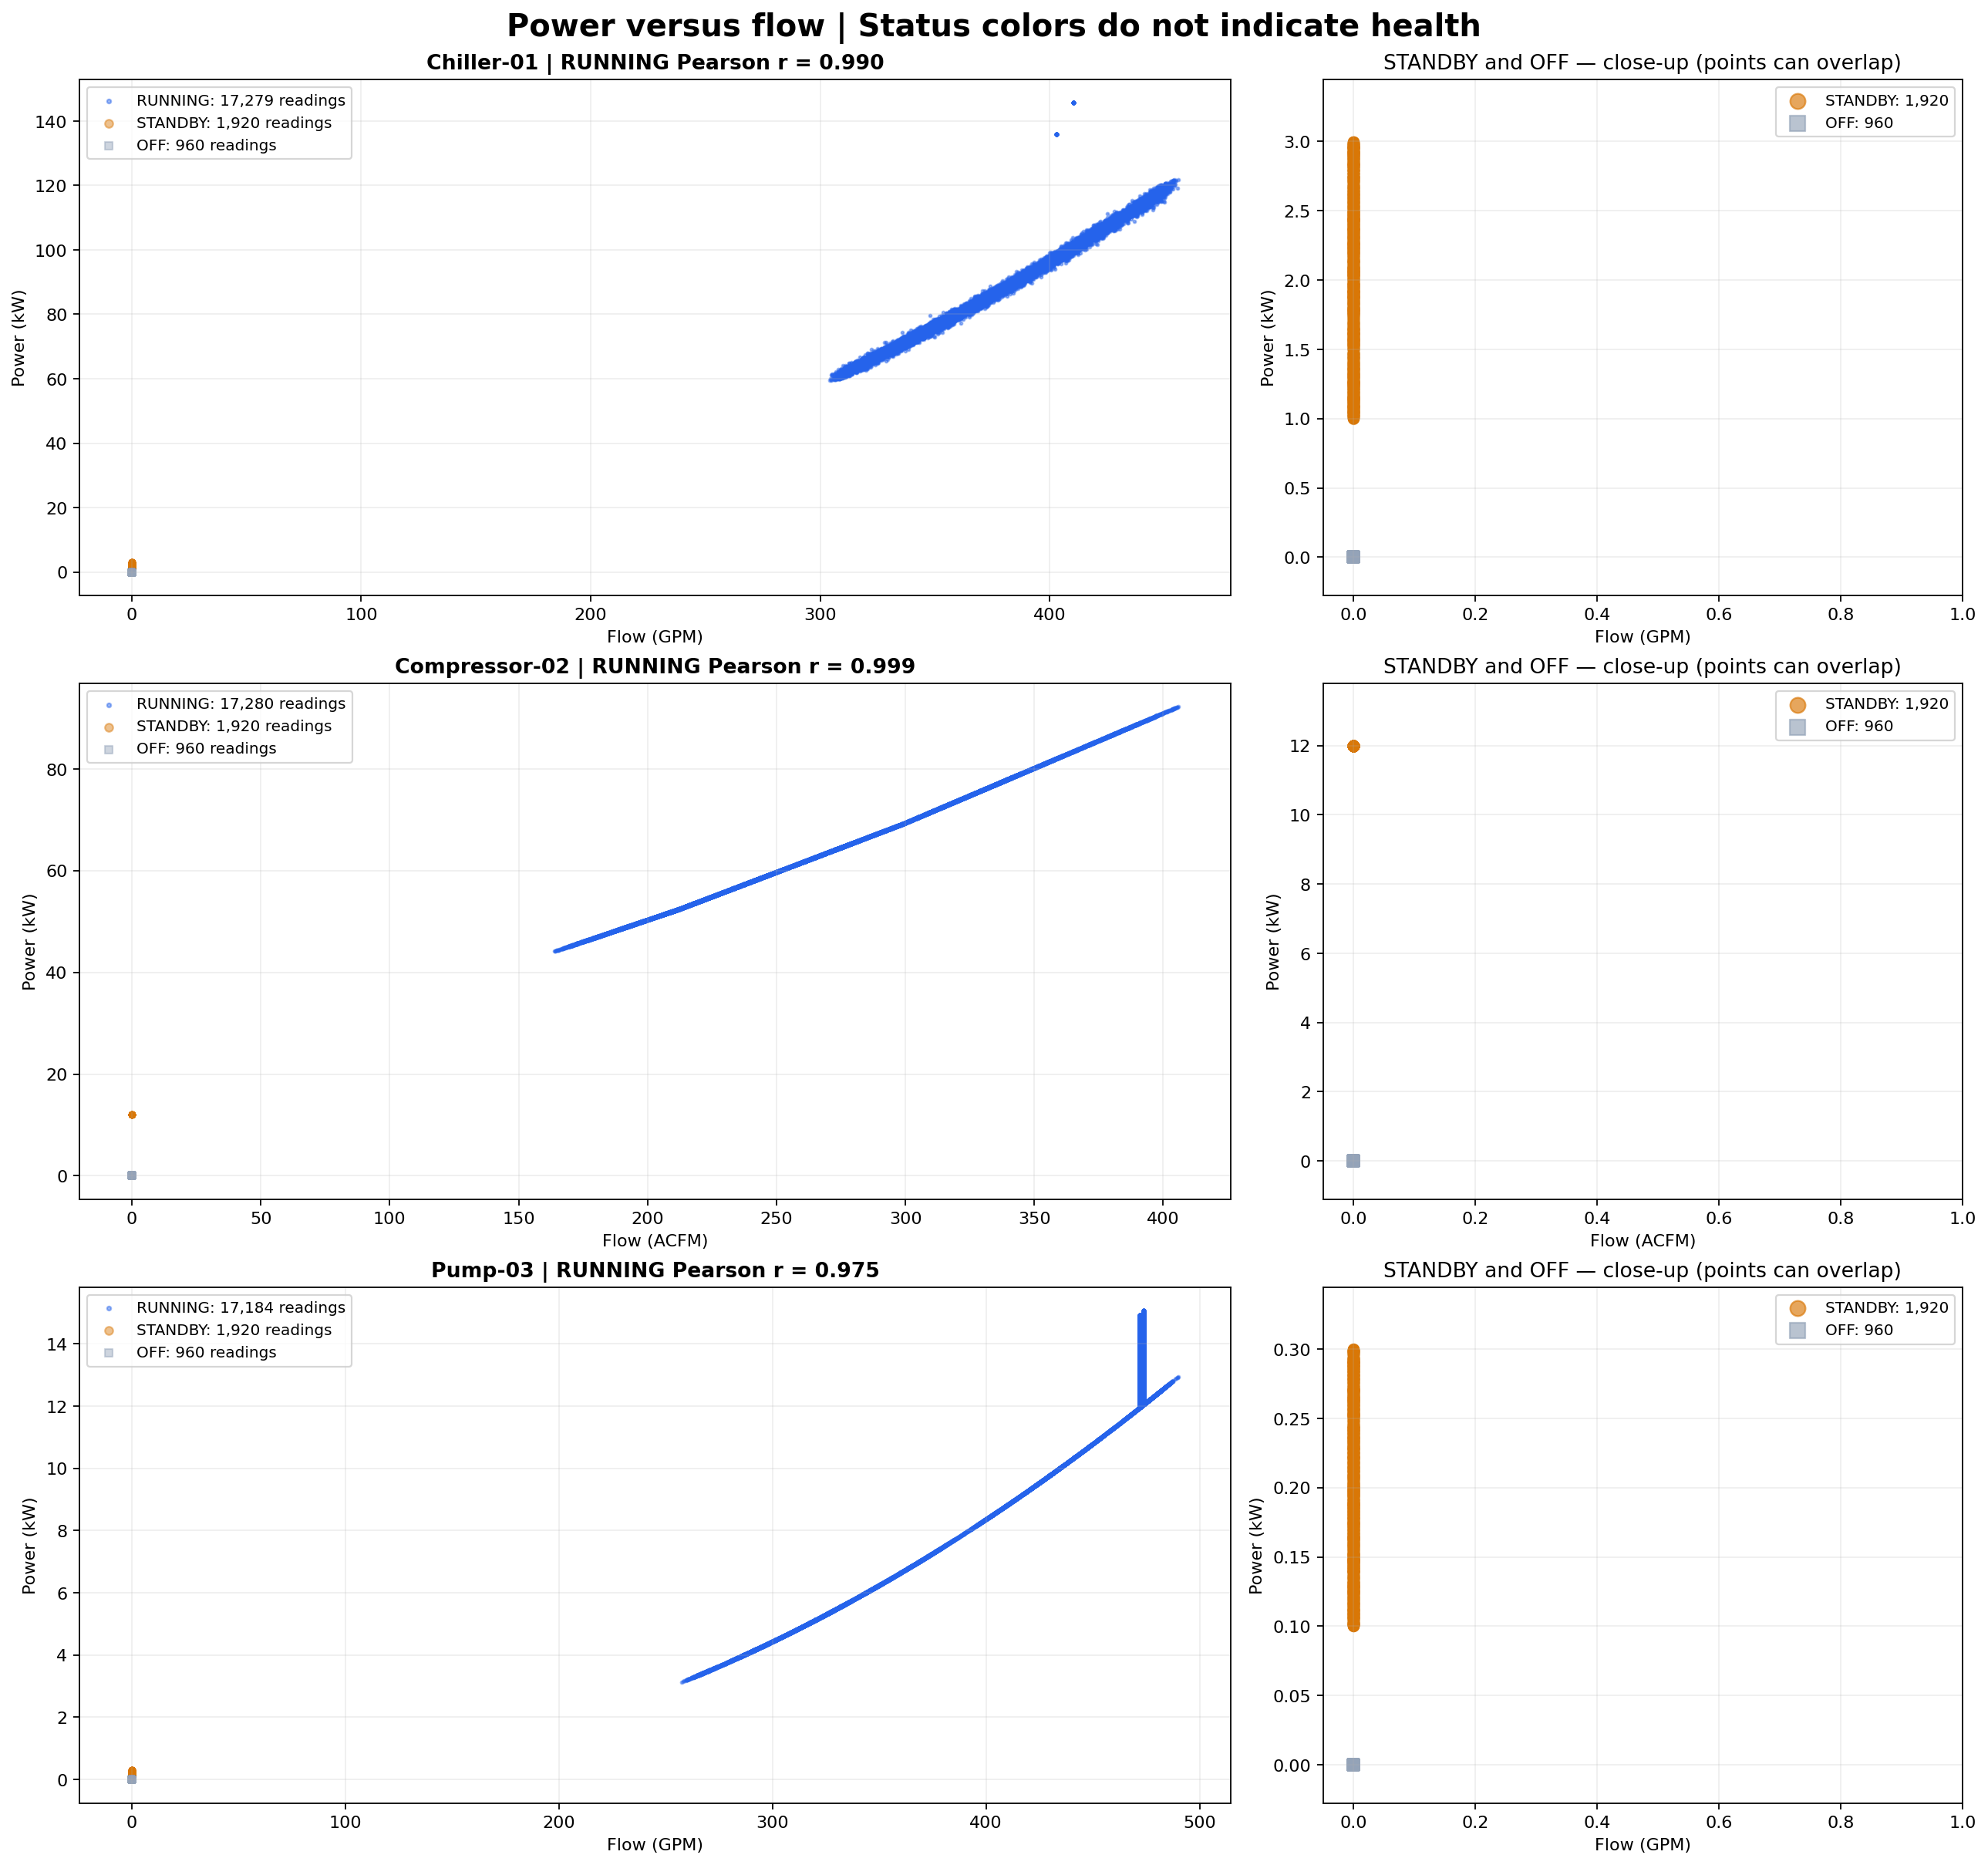 Power versus flow | Status colors do not indicate health
Chiller-01 | RUNNING Pearson r = 0.990
RUNNING: 17,279 readings
STANDBY: 1,920 readings
OFF: 960 readings
140
120
100
80
60
40
20
0
Power (kW)
0 100 200 300 400
Flow (GPM)
STANDBY and OFF — close-up (points can overlap)
STANDBY: 1,920
OFF: 960
3.0
2.5
2.0
1.5
1.0
0.5
0.0
Power (kW)
0.0 0.2 0.4 0.6 0.8 1.0
Flow (GPM)
Compressor-02 | RUNNING Pearson r = 0.999
RUNNING: 17,280 readings
STANDBY: 1,920 readings
OFF: 960 readings
80
60
40
20
0
Power (kW)
0 50 100 150 200 250 300 350 400
Flow (ACFM)
STANDBY and OFF — close-up (points can overlap)
STANDBY: 1,920
OFF: 960
12
10
8
6
4
2
0
Power (kW)
0.0 0.2 0.4 0.6 0.8 1.0
Flow (ACFM)
Pump-03 | RUNNING Pearson r = 0.975
RUNNING: 17,184 readings
STANDBY: 1,920 readings
OFF: 960 readings
14
12
10
8
6
4
2
0
Power (kW)
0 100 200 300 400 500
Flow (GPM)
STANDBY and OFF — close-up (points can overlap)
STANDBY: 1,920
OFF: 960
0.30
0.25
0.20
0.15
0.10
0.05
0.00
Power (kW)
0.0 0.2 0.4 0.6 0.8 1.0
Flow (GPM)